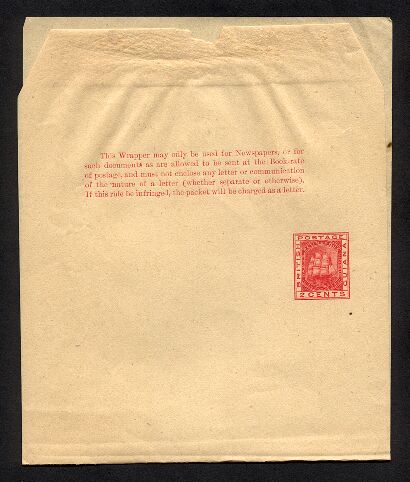 This Wrapper may only be used for Newspapers, or for
such documents as are allowed to be sent at the Book-rate
of postage, and must not enclose any letter or communication
of the nature of a letter (whether separate or otherwise).
If this rule be infringed, the packet will be charged as a letter.
POSTAGE
BRITISH
GUIANA
2 CENTS